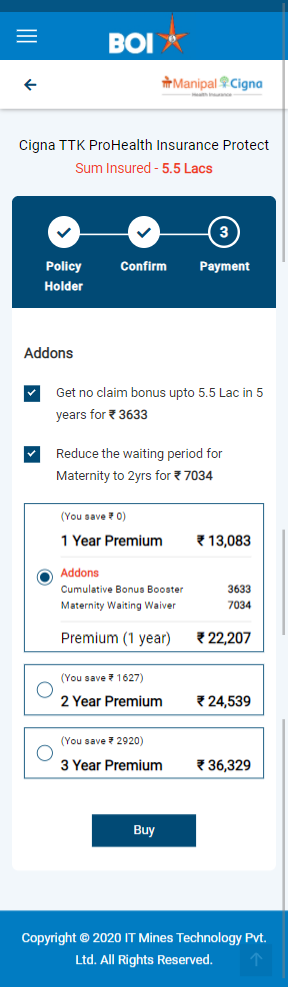 BOI
Manipal Cigna
Health Insurance
Cigna TTK ProHealth Insurance Protect
Sum Insured - 5.5 Lacs
3
Policy Holder
Confirm
Payment
Addons
Get no claim bonus upto 5.5 Lac in 5
years for ₹ 3633
Reduce the waiting period for
Maternity to 2yrs for ₹ 7034
(You save ₹ 0)
1 Year Premium ₹ 13,083
Addons
Cumulative Bonus Booster 3633
Maternity Waiting Waiver 7034
Premium (1 year) ₹ 22,207
(You save ₹ 1627)
2 Year Premium ₹ 24,539
(You save ₹ 2920)
3 Year Premium ₹ 36,329
Buy
Copyright © 2020 IT Mines Technology Pvt.
Ltd. All Rights Reserved.